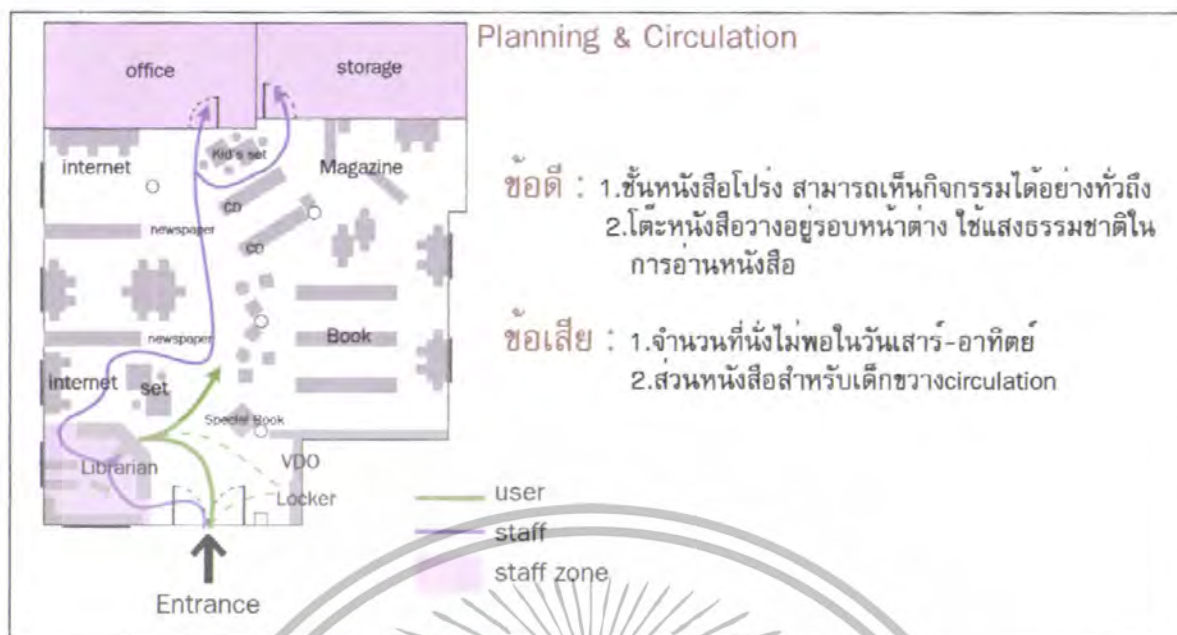 Planning & Circulation
office
storage
Kid's set
internet
Magazine
CD
newspaper
CD
newspaper
Book
internet
set
Special Book
Librarian
VDO
Locker
Entrance
user
staff
staff zone
ข้อดี : 1.ชั้นหนังสือโปร่ง สามารถเห็นกิจกรรมได้อย่างทั่วถึง
2.โต๊ะหนังสือวางอยู่รอบหน้าต่าง ใช้แสงธรรมชาติใน
การอ่านหนังสือ
ข้อเสีย : 1.จำนวนที่นั่งไม่พอในวันเสาร์-อาทิตย์
2.ส่วนหนังสือสำหรับเด็กขวางcirculation